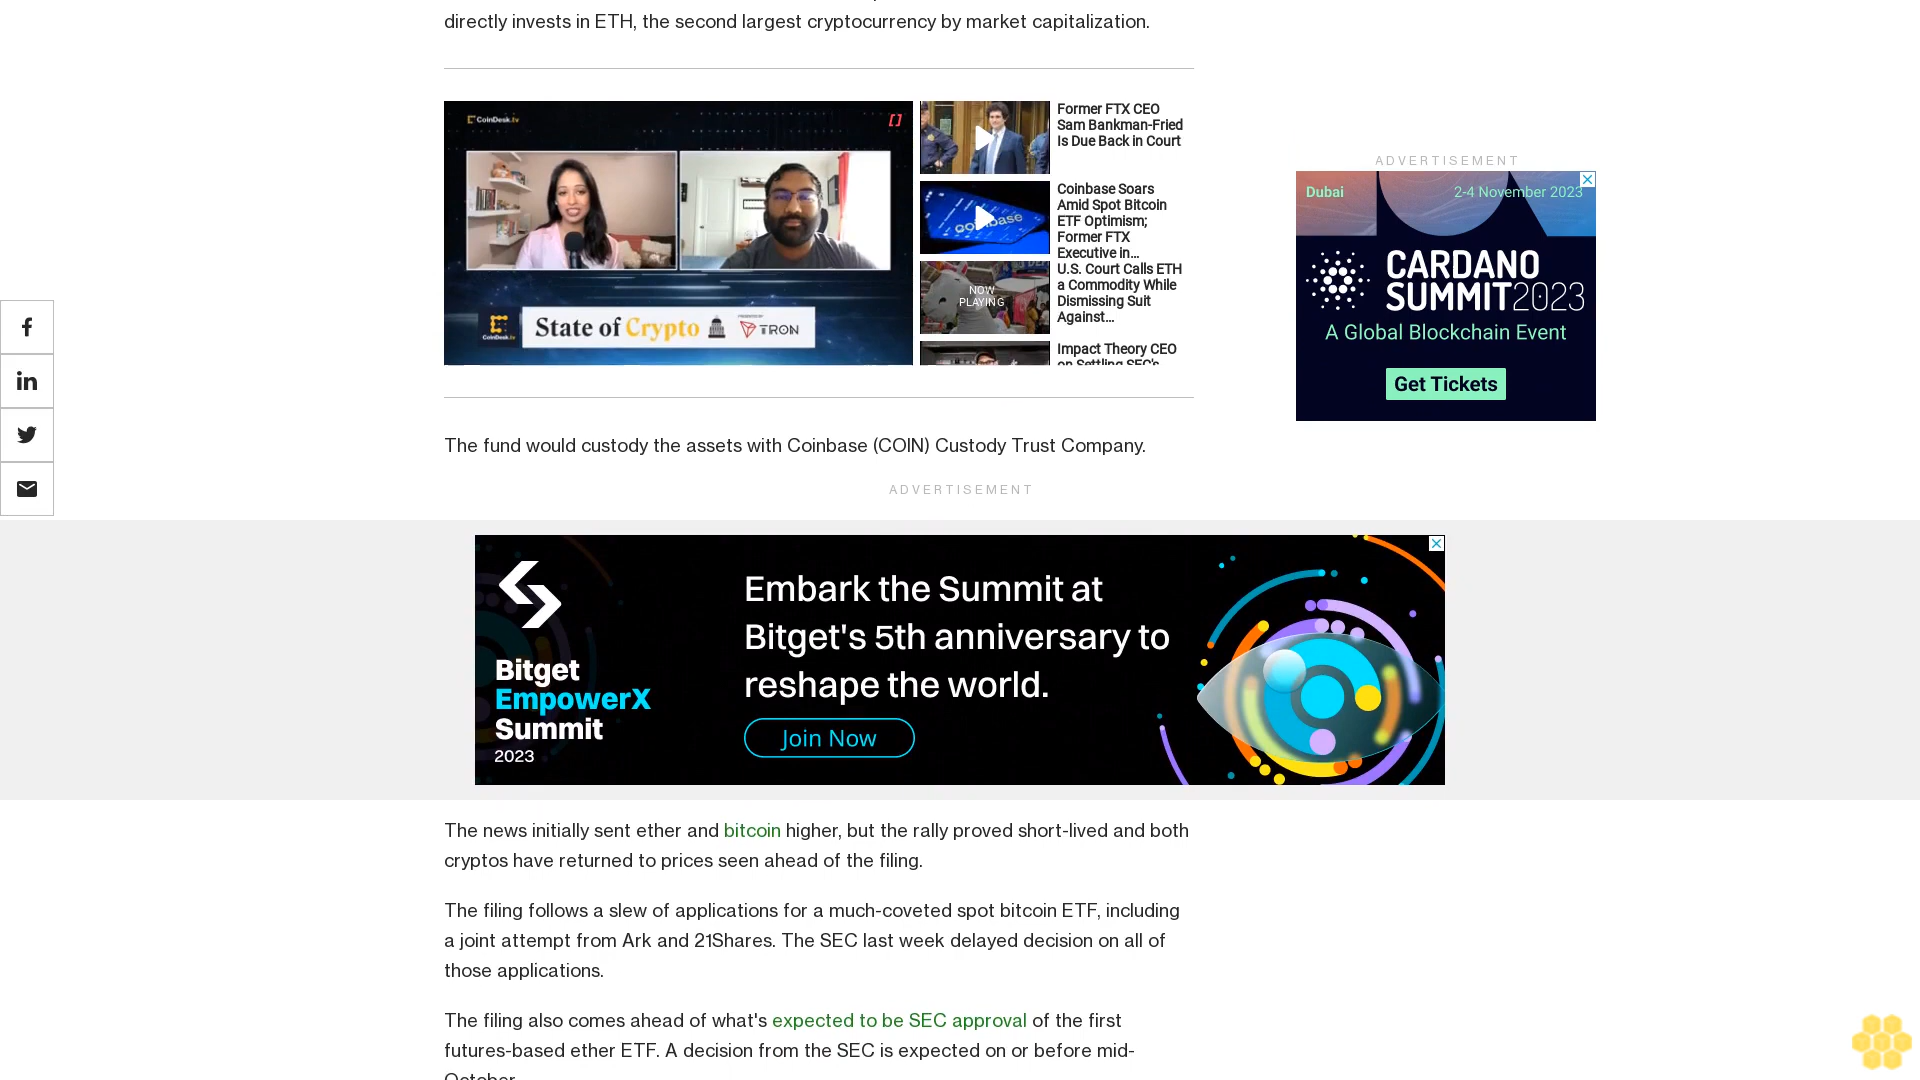 directly invests in ETH, the second largest cryptocurrency by market capitalization.
CoinDesk.tv
State of Crypto
PRESENTED BY
TRON
CoinDesk.tv
Former FTX CEO
Sam Bankman-Fried
Is Due Back in Court
coinbase
Coinbase Soars
Amid Spot Bitcoin
ETF Optimism;
Former FTX
Executive in...
NOW
PLAYING
U.S. Court Calls ETH
a Commodity While
Dismissing Suit
Against...
Impact Theory CEO
on Settling SEC's
ADVERTISEMENT
Dubai
2-4 November 2023
CARDANO
SUMMIT2023
A Global Blockchain Event
Get Tickets
The fund would custody the assets with Coinbase (COIN) Custody Trust Company.
ADVERTISEMENT
Bitget
EmpowerX
Summit
2023
Embark the Summit at
Bitget's 5th anniversary to
reshape the world.
Join Now
The news initially sent ether and bitcoin higher, but the rally proved short-lived and both
cryptos have returned to prices seen ahead of the filing.
The filing follows a slew of applications for a much-coveted spot bitcoin ETF, including
a joint attempt from Ark and 21Shares. The SEC last week delayed decision on all of
those applications.
The filing also comes ahead of what's expected to be SEC approval of the first
futures-based ether ETF. A decision from the SEC is expected on or before mid-
October.